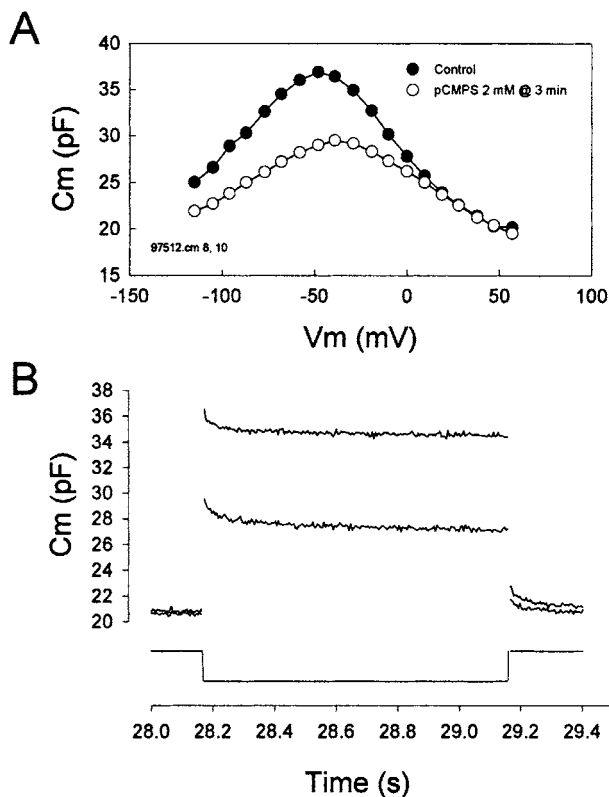 A
40
35
30
25
20
15
Cm (pF)
Control
pCMPS 2 mM @ 3 min
97512.cm 8, 10
-150 -100 -50 0 50 100
Vm (mV)
B
38
36
34
32
30
28
26
24
22
20
Cm (pF)
28.0 28.2 28.4 28.6 28.8 29.0 29.2 29.4
Time (s)